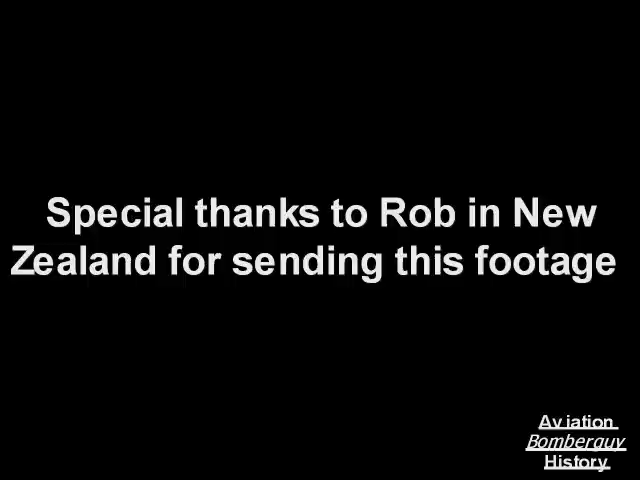 Special thanks to Rob in New
Zealand for sending this footage
Aviation
Bomberguy
History